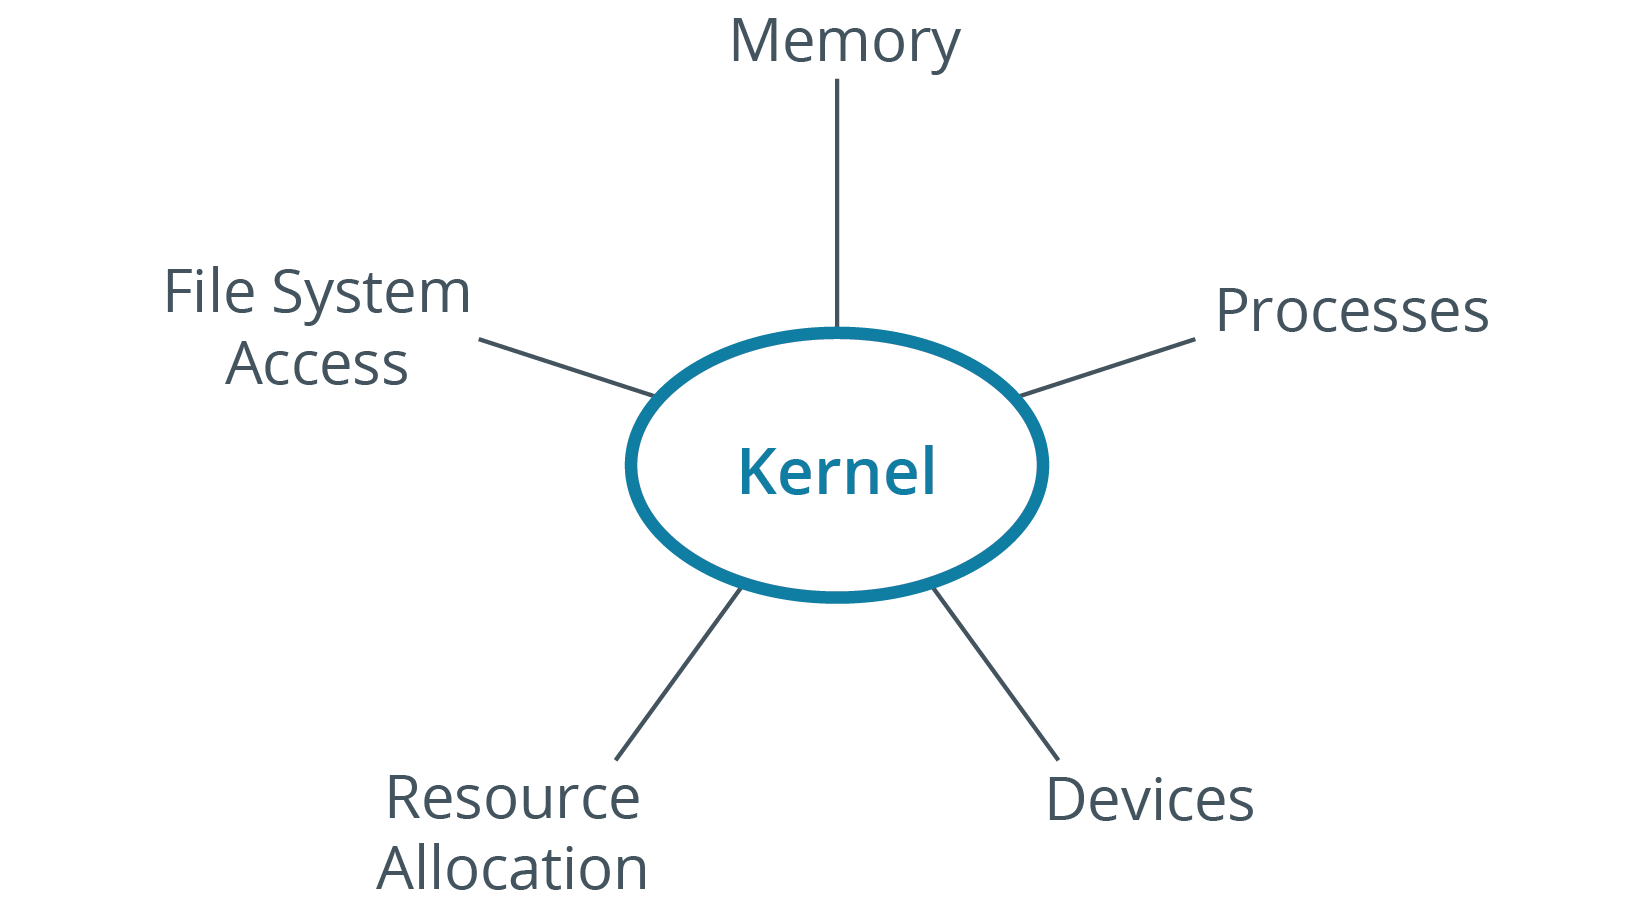 Memory
File System
Access
Processes
Kernel
Resource
Allocation
Devices